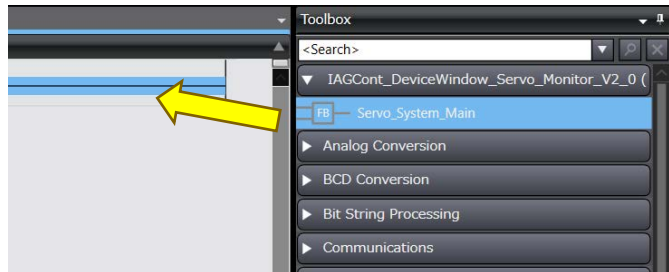 Toolbox
<Search>
IAGCont_DeviceWindow_Servo_Monitor_V2_0 (
FB Servo_System_Main
Analog Conversion
BCD Conversion
Bit String Processing
Communications